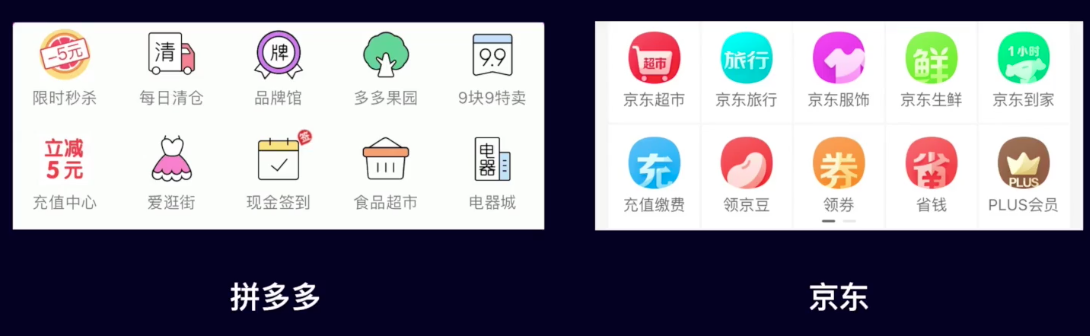 -5元
清
牌
9.9
限时秒杀
每日清仓
品牌馆
多多果园
9块9特卖
立减
5元
签
电器
充值中心
爱逛街
现金签到
食品超市
电器城
拼多多
超市
旅行
鲜
1小时
京东超市
京东旅行
京东服饰
京东生鲜
京东到家
充
券
省
PLUS
充值缴费
领京豆
领券
省钱
PLUS会员
京东